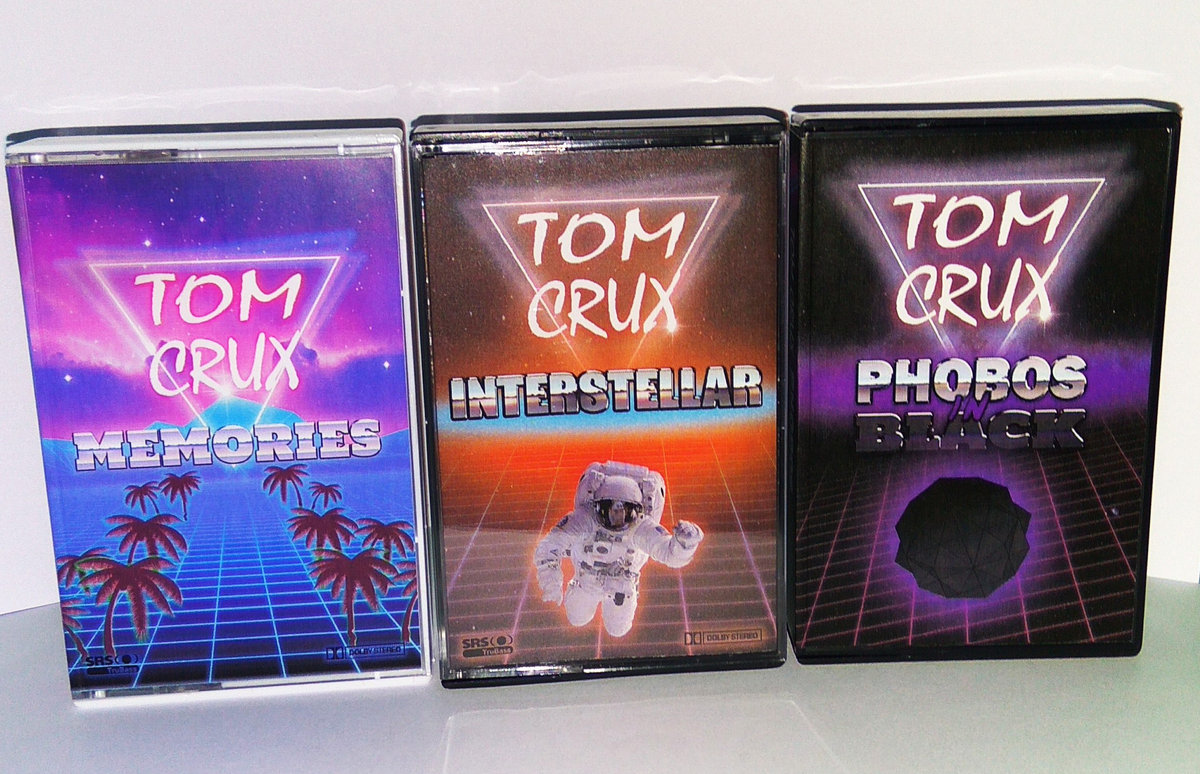 TOM
CRUX
MEMORIES
SRS
TruBass
DOLBY STEREO
TOM
CRUX
INTERSTELLAR
SRS
TruBass
DOLBY STEREO
TOM
CRUX
PHOBOS
IN
BLACK